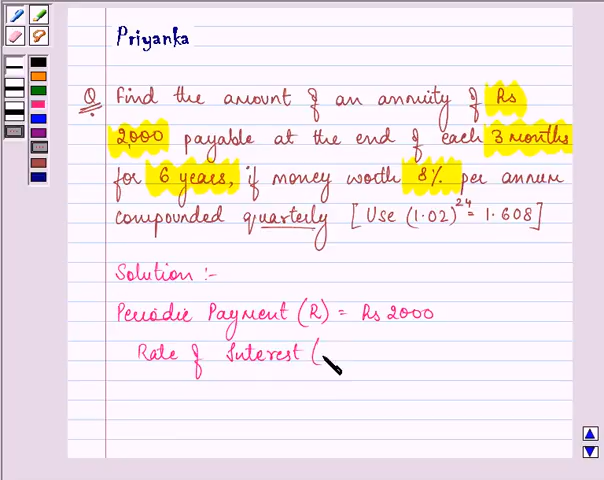 Priyanka
Q. Find the amount of an annuity of Rs
2,000 payable at the end of each 3 months
for 6 years, if money worth 8% per annum
compounded quarterly [Use (1.02)^24 = 1.608]
Solution :-
Periodic Payment (R) = Rs 2000
Rate of Interest (